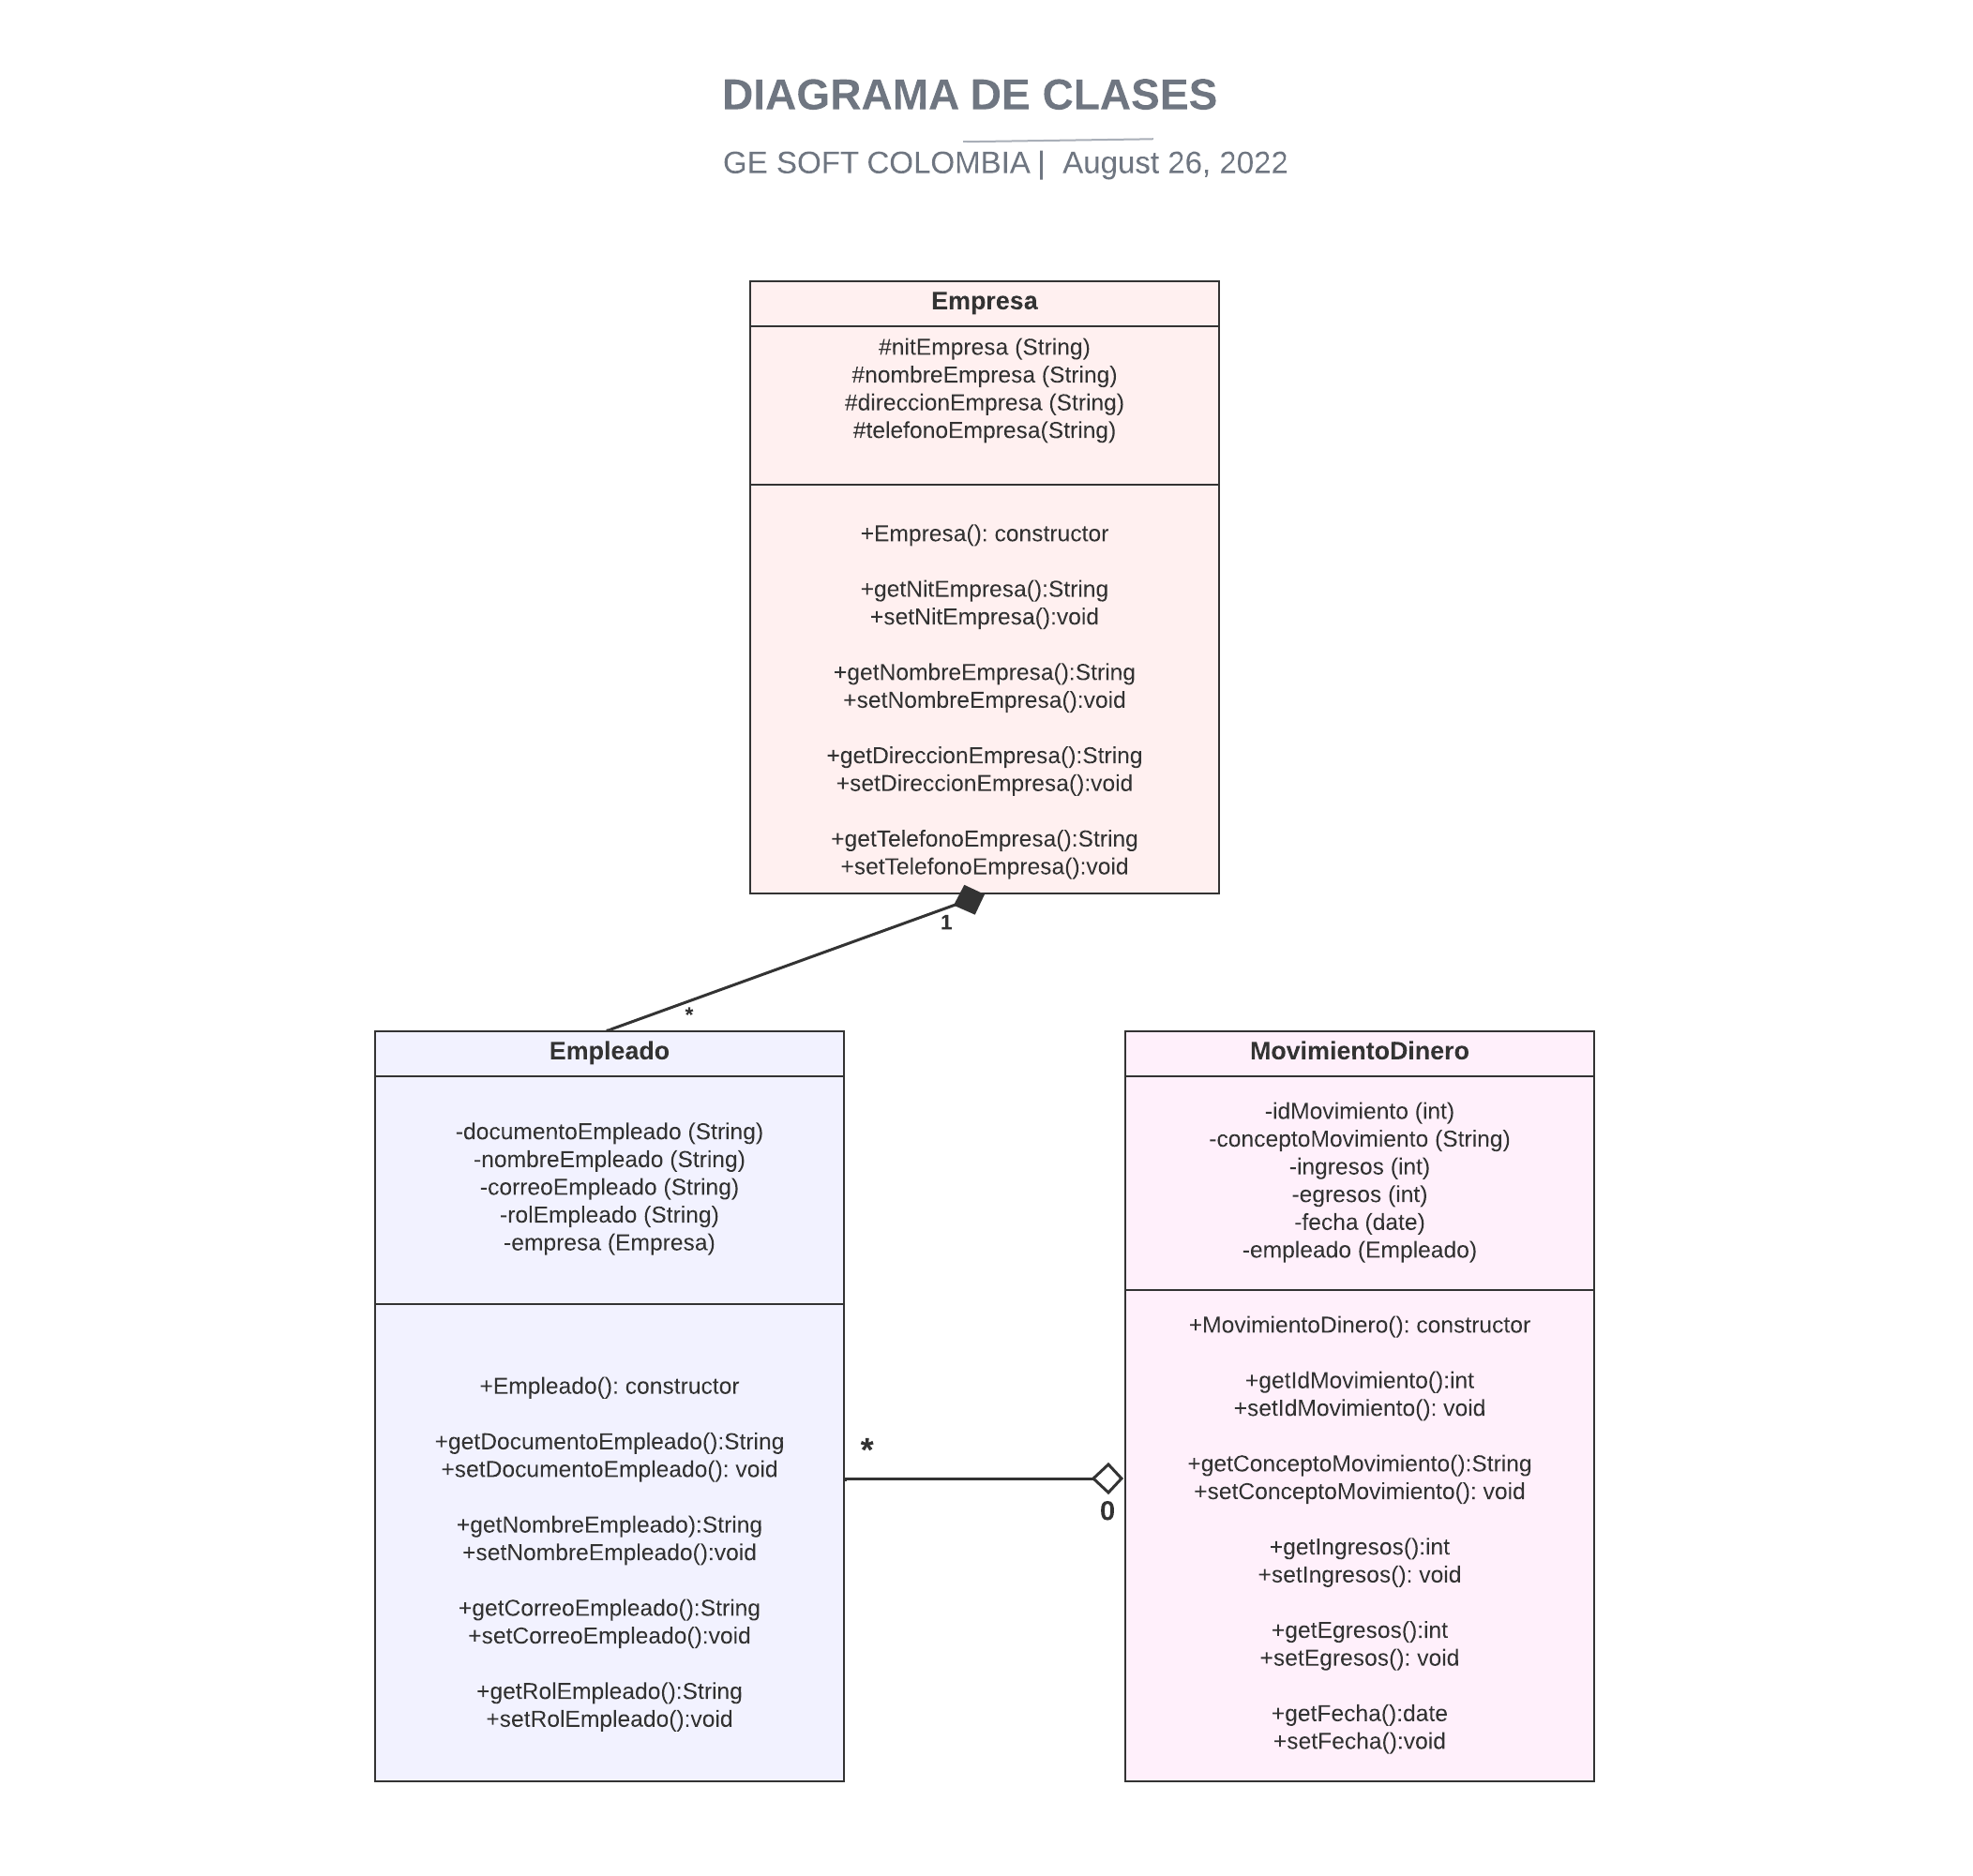 DIAGRAMA DE CLASES
GE SOFT COLOMBIA | August 26, 2022
Empresa
#nitEmpresa (String)
#nombreEmpresa (String)
#direccionEmpresa (String)
#telefonoEmpresa(String)
+Empresa(): constructor
+getNitEmpresa():String
+setNitEmpresa():void
+getNombreEmpresa():String
+setNombreEmpresa():void
+getDireccionEmpresa():String
+setDireccionEmpresa():void
+getTelefonoEmpresa():String
+setTelefonoEmpresa():void
1
*
Empleado
-documentoEmpleado (String)
-nombreEmpleado (String)
-correoEmpleado (String)
-rolEmpleado (String)
-empresa (Empresa)
+Empleado(): constructor
+getDocumentoEmpleado():String
+setDocumentoEmpleado(): void
+getNombreEmpleado):String
+setNombreEmpleado():void
+getCorreoEmpleado():String
+setCorreoEmpleado():void
+getRolEmpleado():String
+setRolEmpleado():void
*
0
MovimientoDinero
-idMovimiento (int)
-conceptoMovimiento (String)
-ingresos (int)
-egresos (int)
-fecha (date)
-empleado (Empleado)
+MovimientoDinero(): constructor
+getIdMovimiento():int
+setIdMovimiento(): void
+getConceptoMovimiento():String
+setConceptoMovimiento(): void
+getIngresos():int
+setIngresos(): void
+getEgresos():int
+setEgresos(): void
+getFecha():date
+setFecha():void